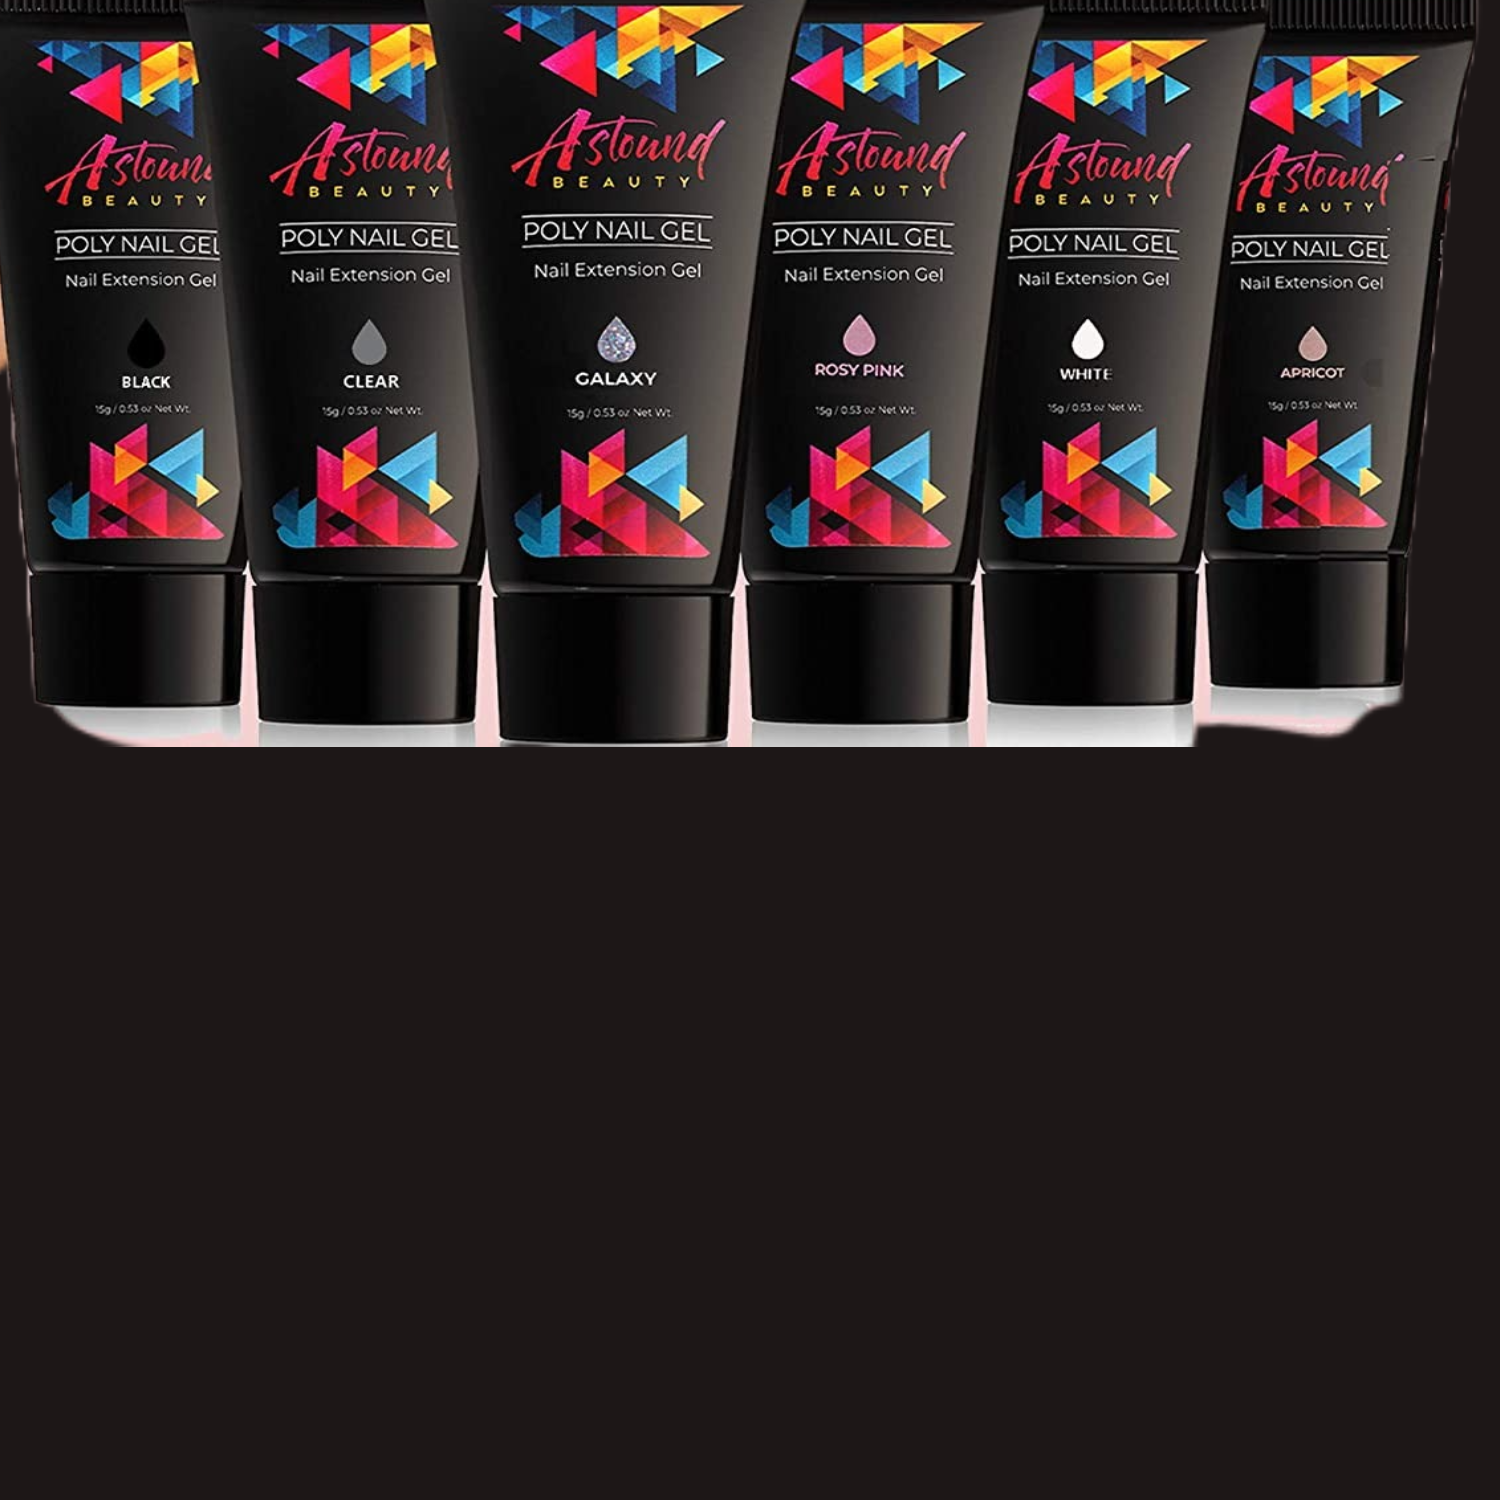 Astound
BEAUTY
POLY NAIL GEL
Nail Extension Gel
BLACK
15g / 0.53 oz Net Wt.
Astound
BEAUTY
POLY NAIL GEL
Nail Extension Gel
CLEAR
15g / 0.53 oz Net Wt.
Astound
BEAUTY
POLY NAIL GEL
Nail Extension Gel
GALAXY
15g / 0.53 oz Net Wt.
Astound
BEAUTY
POLY NAIL GEL
Nail Extension Gel
ROSY PINK
15g / 0.53 oz Net Wt.
Astound
BEAUTY
POLY NAIL GEL
Nail Extension Gel
WHITE
15g / 0.53 oz Net Wt.
Astound
BEAUTY
POLY NAIL GEL
Nail Extension Gel
APRICOT
15g / 0.53 oz Net Wt.